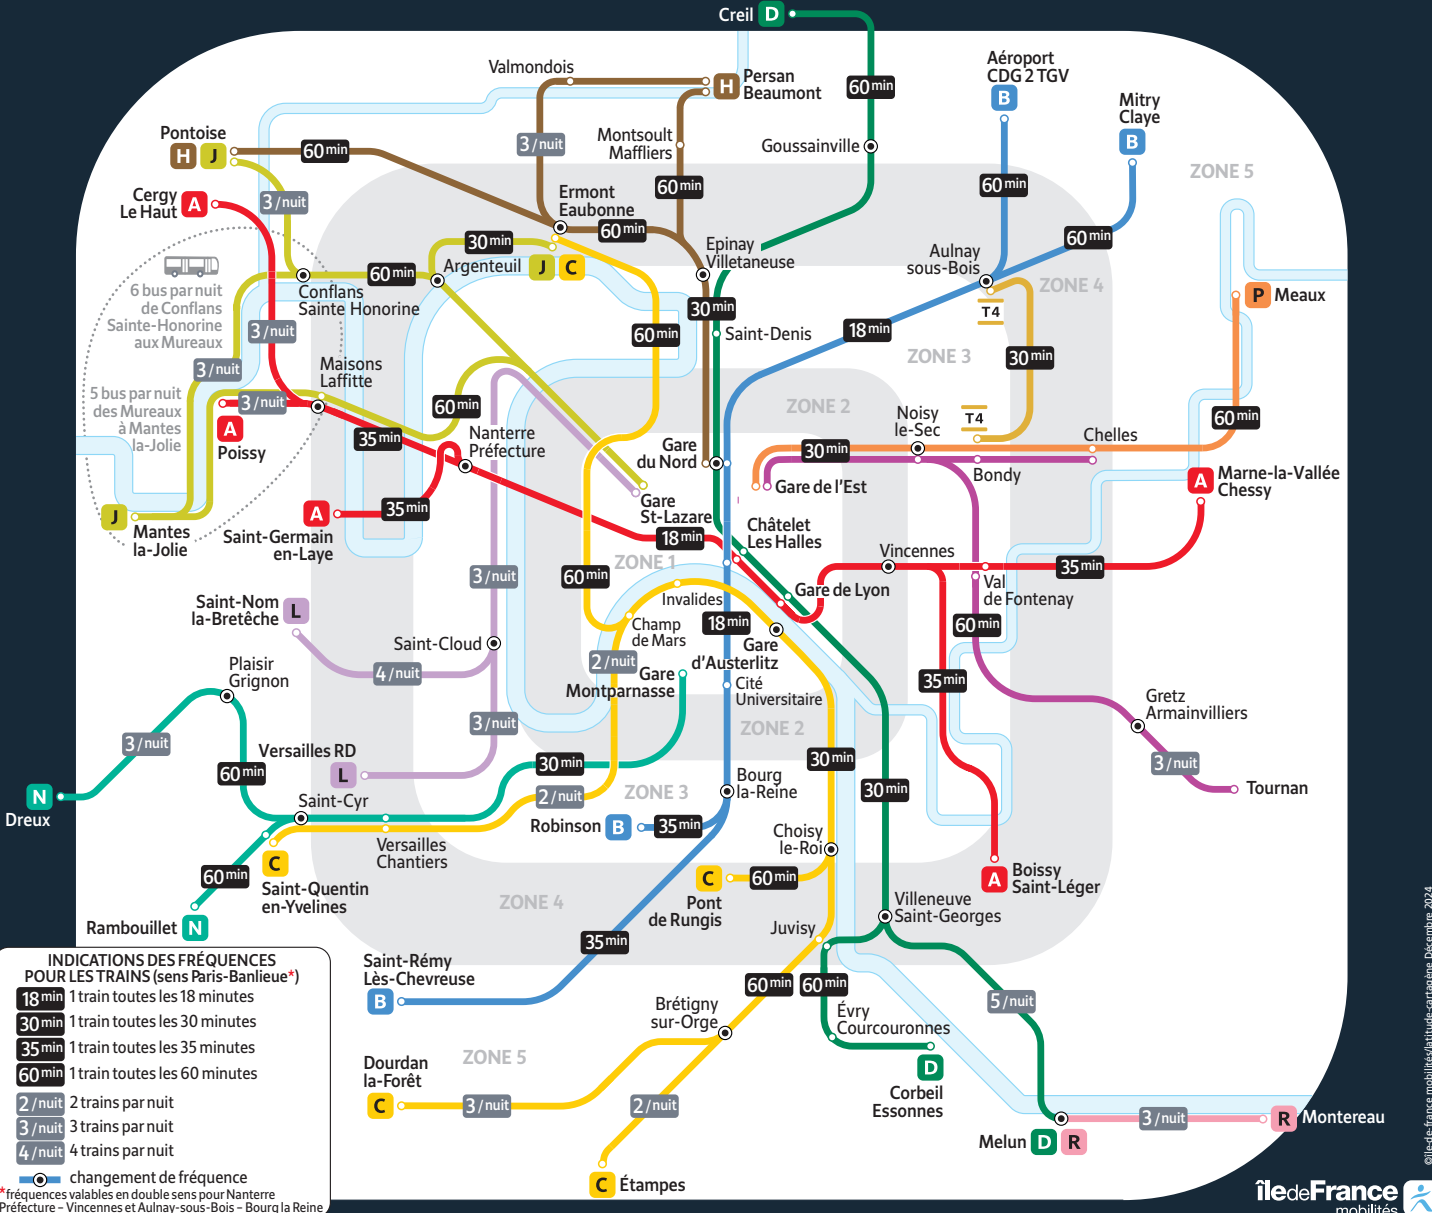 Creil D
60min
Valmondois
H Persan
Beaumont
Aéroport
CDG 2 TGV
B
Mitry
Claye
B
Pontoise
H J
60min
3/nuit
Montsoult
Maffliers
Goussainville
ZONE 5
Cergy
Le Haut A
3/nuit
60min
60min
Ermont
Eaubonne
60min
30min
60min
Epinay
Villetaneuse
Aulnay
sous-Bois
60min
Argenteuil J C
ZONE 4
6 bus par nuit
de Conflans
Sainte-Honorine
aux Mureaux
Conflans
Sainte Honorine
P Meaux
T4
3/nuit
60min
30min
Saint-Denis
18min
ZONE 3
30min
3/nuit
Maisons
Laffitte
5 bus par nuit
des Mureaux
à Mantes
la-Jolie
3/nuit
A
Poissy
60min
ZONE 2
Noisy
le-Sec
T4
60min
35min
Nanterre
Préfecture
Gare
du Nord
30min
Chelles
Bondy
Marne-la-Vallée
A Chessy
Gare de l'Est
J
Mantes
la-Jolie
A
Saint-Germain
en-Laye
35min
Gare
St-Lazare
18min
Châtelet
Les Halles
Vincennes
ZONE 1
35min
3/nuit
60min
Invalides
Gare de Lyon
Val
de Fontenay
Saint-Nom
la-Bretêche L
Champ
de Mars
18min
60min
Saint-Cloud
2/nuit
Gare
d'Austerlitz
Plaisir
Grignon
4/nuit
Gare
Montparnasse
Cité
Universitaire
35min
Gretz
Armainvilliers
3/nuit
3/nuit
ZONE 2
Versailles RD
L
60min
30min
30min
3/nuit
Tournan
N
Dreux
Saint-Cyr
2/nuit
ZONE 3
Bourg
la-Reine
30min
Robinson B
35min
Choisy
le-Roi
Versailles
Chantiers
C
Saint-Quentin
en-Yvelines
60min
C
60min
Pont
de Rungis
A Boissy
Saint-Léger
ZONE 4
Villeneuve
Saint-Georges
Rambouillet N
Juvisy
35min
Saint-Rémy
Lès-Chevreuse
B
60min
60min
5/nuit
Brétigny
sur-Orge
Évry
Courcouronnes
ZONE 5
Dourdan
la-Forêt
C
3/nuit
2/nuit
D
Corbeil
Essonnes
3/nuit
R Montereau
Melun D R
C Étampes
INDICATIONS DES FRÉQUENCES
POUR LES TRAINS (sens Paris-Banlieue*)
18min 1 train toutes les 18 minutes
30min 1 train toutes les 30 minutes
35min 1 train toutes les 35 minutes
60min 1 train toutes les 60 minutes
2/nuit 2 trains par nuit
3/nuit 3 trains par nuit
4/nuit 4 trains par nuit
changement de fréquence
*fréquences valables en double sens pour Nanterre
Préfecture – Vincennes et Aulnay-sous-Bois – Bourg la Reine
©île-de-france mobilités/latitude-cartagène Décembre 2024
îledeFrance
mobilités